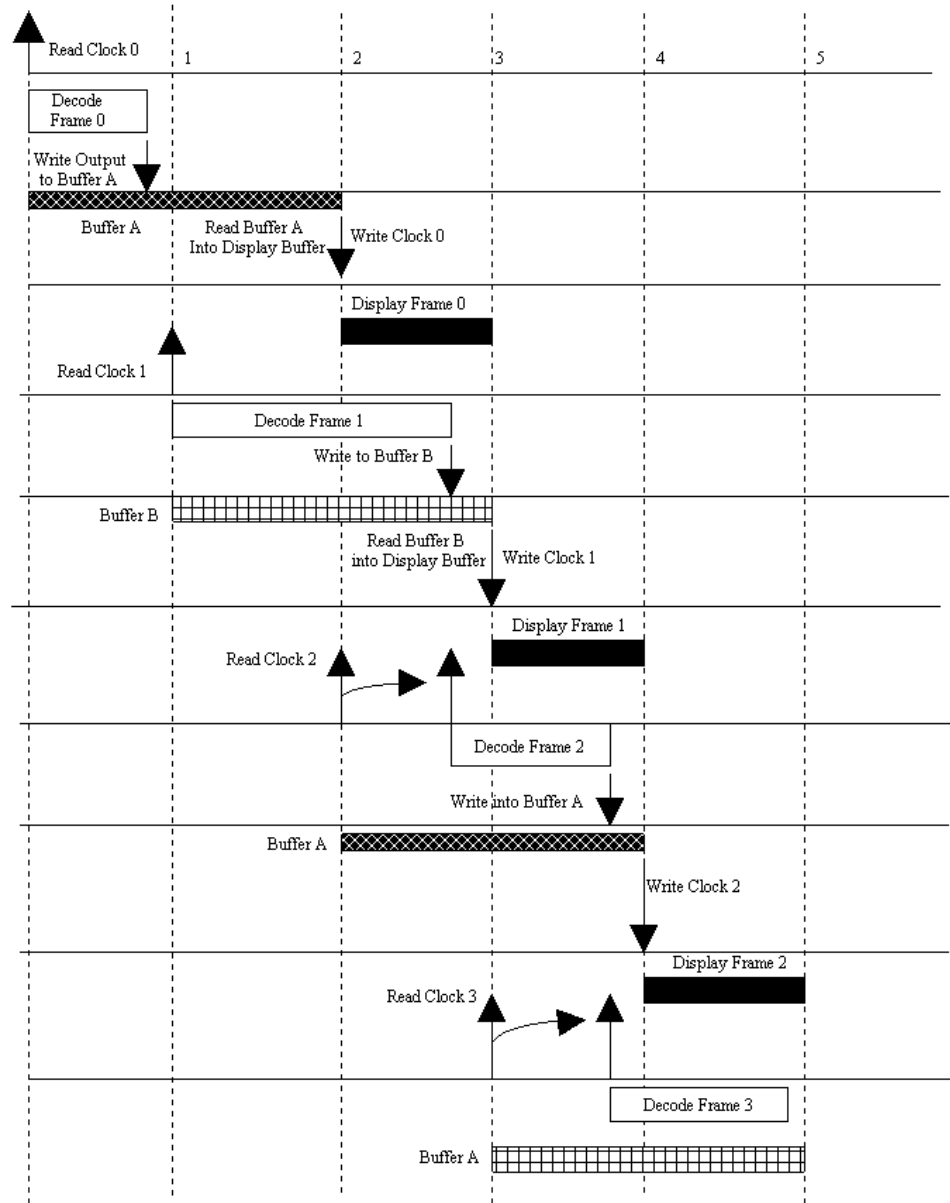 Read Clock 0
1
2
3
4
5
Decode
Frame 0
Write Output
to Buffer A
Buffer A
Read Buffer A
Into Display Buffer
Write Clock 0
Display Frame 0
Read Clock 1
Decode Frame 1
Write to Buffer B
Buffer B
Read Buffer B
into Display Buffer
Write Clock 1
Display Frame 1
Read Clock 2
Decode Frame 2
Write into Buffer A
Buffer A
Write Clock 2
Display Frame 2
Read Clock 3
Decode Frame 3
Buffer A